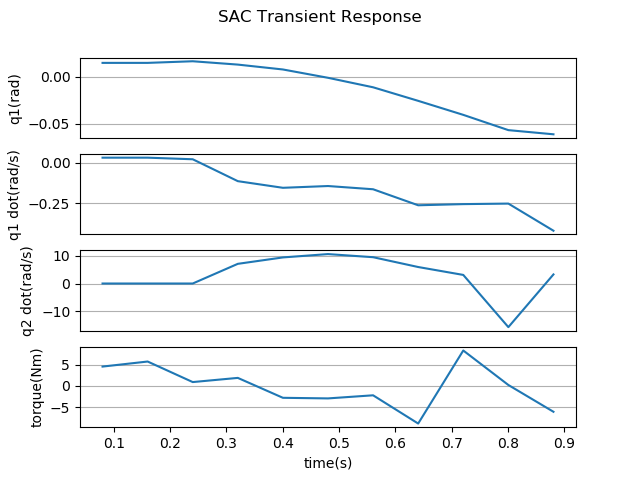 SAC Transient Response
q1(rad)
0.00
−0.05
q1 dot(rad/s)
0.00
−0.25
q2 dot(rad/s)
10
0
−10
torque(Nm)
5
0
−5
0.1 0.2 0.3 0.4 0.5 0.6 0.7 0.8 0.9
time(s)